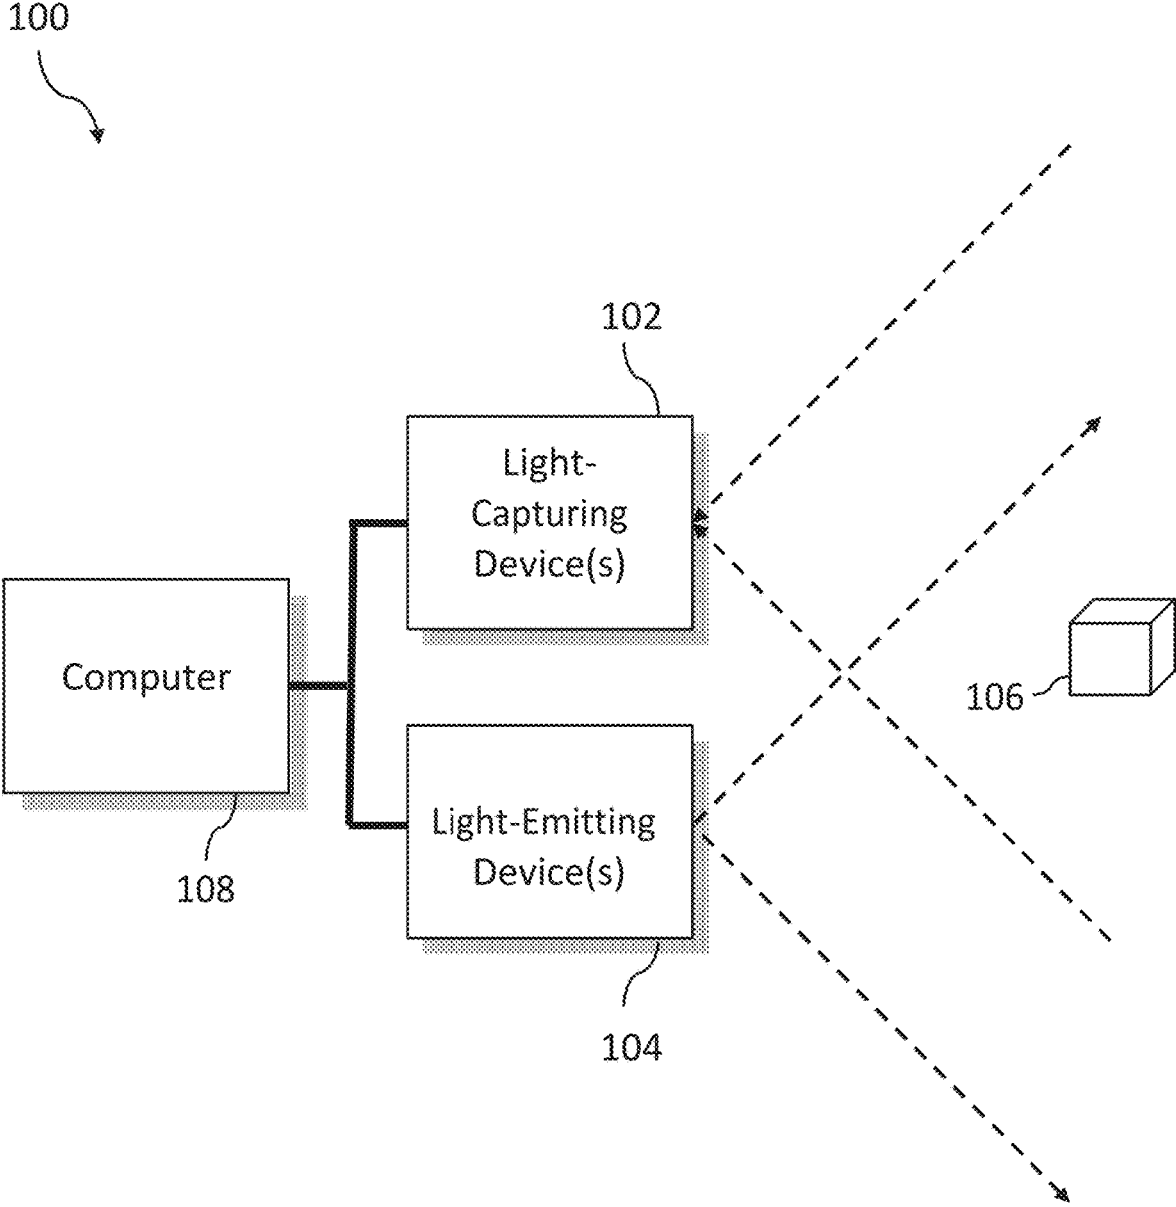 100
102
Light-
Capturing
Device(s)
Computer
106
Light-Emitting
Device(s)
108
104